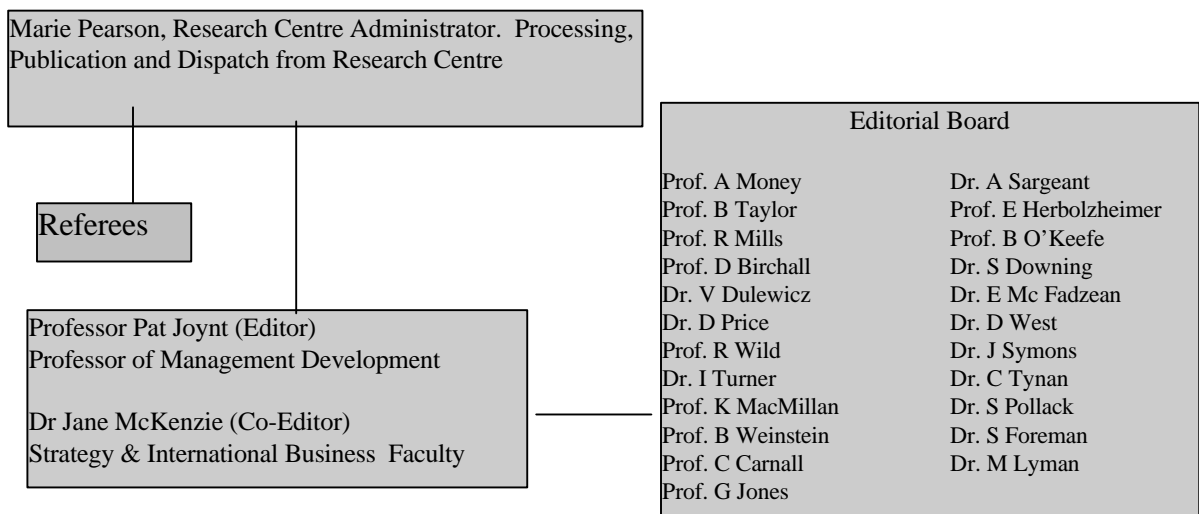 Marie Pearson, Research Centre Administrator.  Processing,
Publication and Dispatch from Research Centre
Referees
Professor Pat Joynt (Editor)
Professor of Management Development
Dr Jane McKenzie (Co-Editor)
Strategy & International Business  Faculty
Editorial Board
Prof. A Money
Prof. B Taylor
Prof. R Mills
Prof. D Birchall
Dr. V Dulewicz
Dr. D Price
Prof. R Wild
Dr. I Turner
Prof. K MacMillan
Prof. B Weinstein
Prof. C Carnall
Prof. G Jones
Dr. A Sargeant
Prof. E Herbolzheimer
Prof. B O’Keefe
Dr. S Downing
Dr. E Mc Fadzean
Dr. D West
Dr. J Symons
Dr. C Tynan
Dr. S Pollack
Dr. S Foreman
Dr. M Lyman